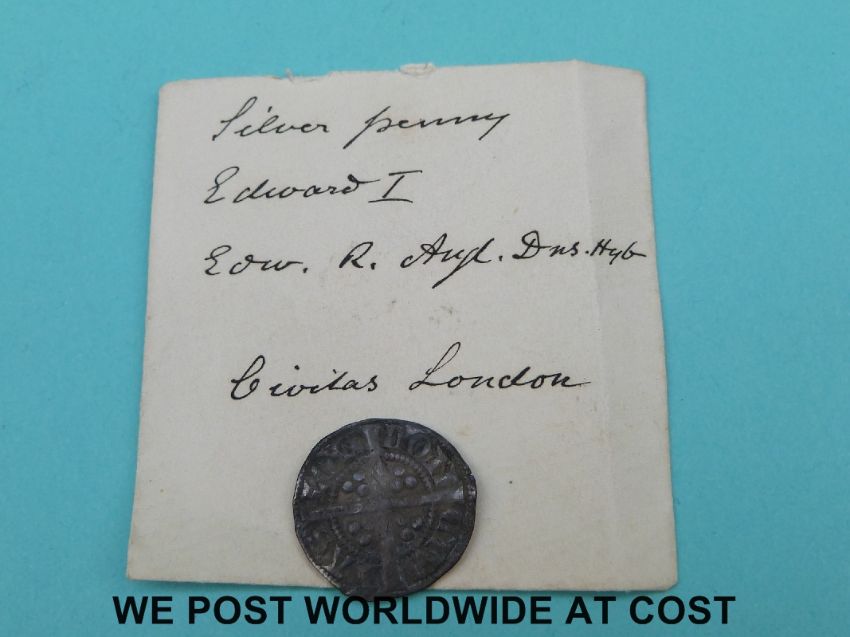 Silver penny
Edward I
Edw. R. Angl. Dns. Hyb
Civitas London
WE POST WORLDWIDE AT COST